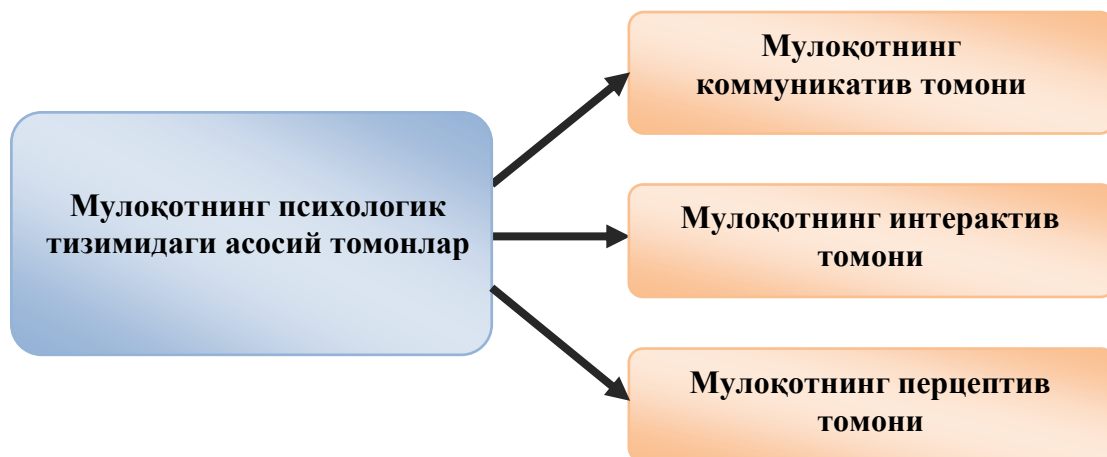 Мулоқотнинг психологик
тизимидаги асосий томонлар
Мулоқотнинг
коммуникатив томони
Мулоқотнинг интерактив
томони
Мулоқотнинг перцептив
томони